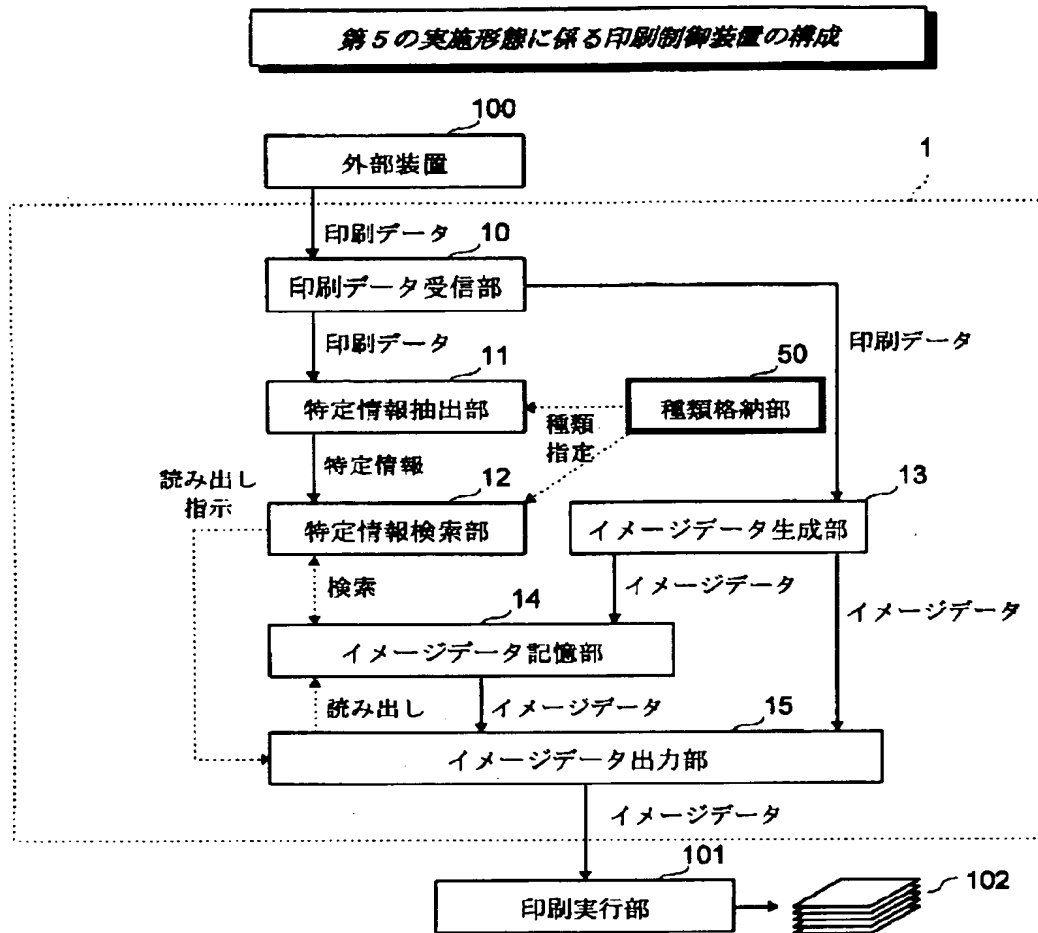 第5の実施形態に係る印刷制御装置の構成
100
外部装置
1
印刷データ
10
印刷データ受信部
印刷データ
印刷データ
11
50
特定情報抽出部
種類格納部
種類
指定
特定情報
読み出し
指示
12
13
特定情報検索部
イメージデータ生成部
検索
イメージデータ
イメージデータ
14
イメージデータ記憶部
読み出し
イメージデータ
15
イメージデータ出力部
イメージデータ
101
印刷実行部
102